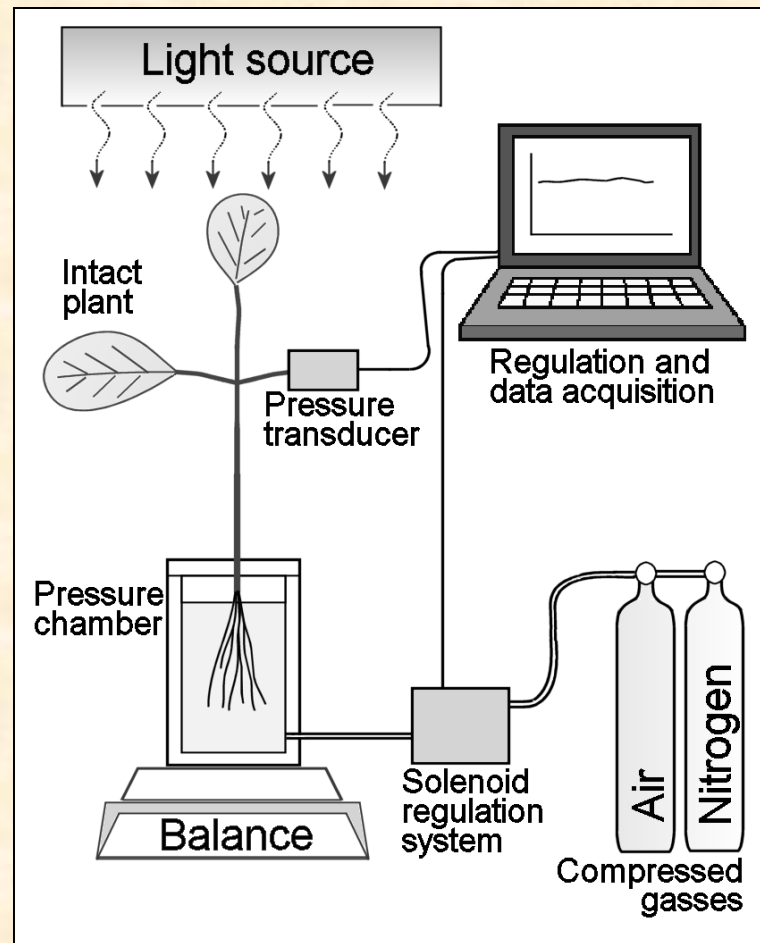 Light source
Intact
plant
Pressure
transducer
Regulation and
data acquisition
Pressure
chamber
Solenoid
regulation
system
Balance
Air
Nitrogen
Compressed
gasses